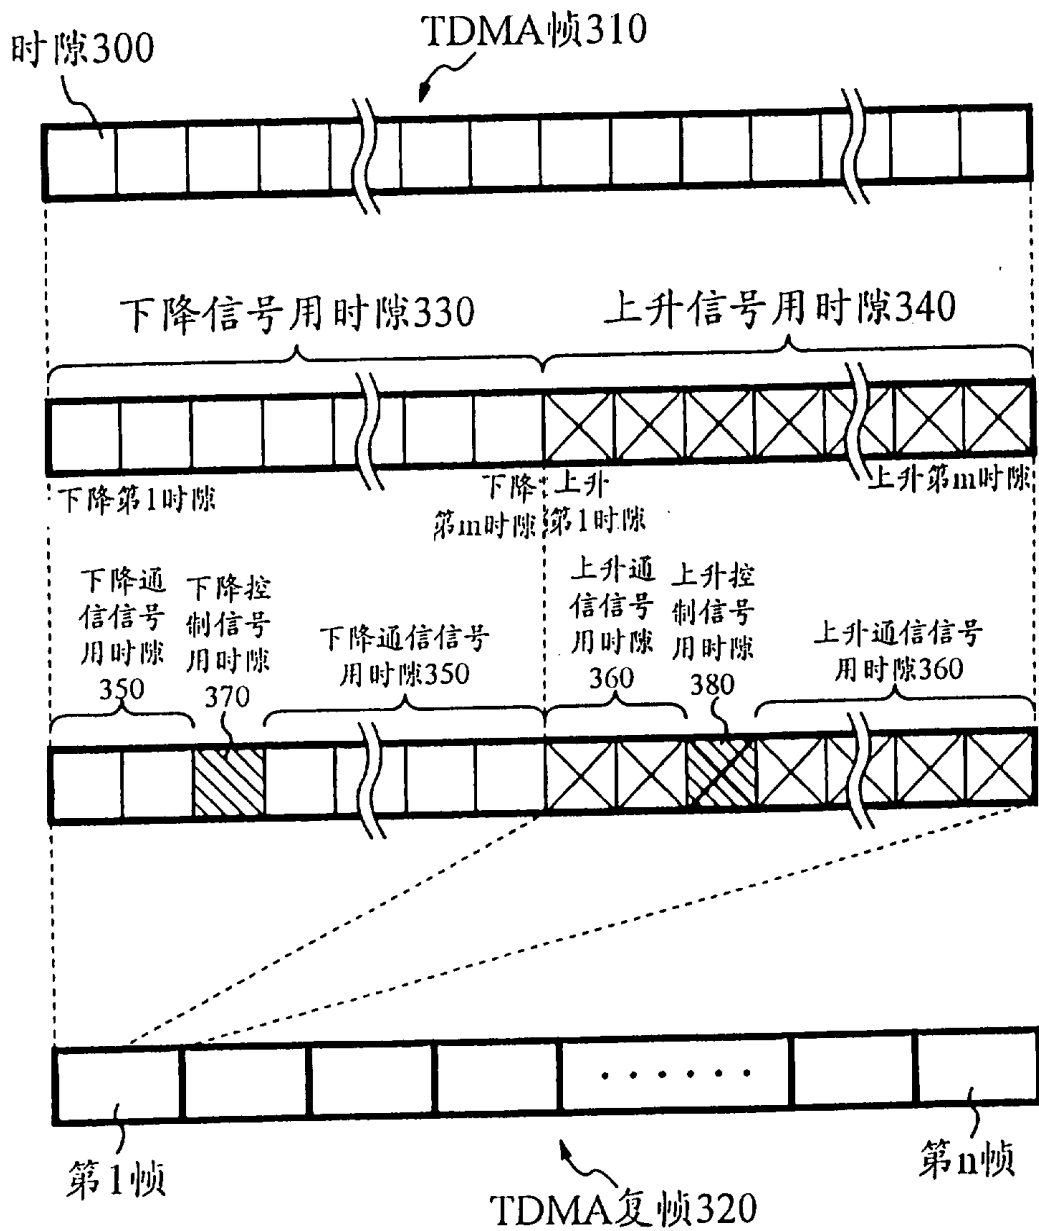 时隙300
TDMA帧310
下降信号用时隙330
上升信号用时隙340
下降第1时隙
下降
第m时隙
上升
第1时隙
上升第m时隙
下降通
信信号
用时隙
350
下降控
制信号
用时隙
370
下降通信信号
用时隙350
上升通
信信号
用时隙
360
上升控
制信号
用时隙
380
上升通信信号
用时隙360
第1帧
TDMA复帧320
第n帧